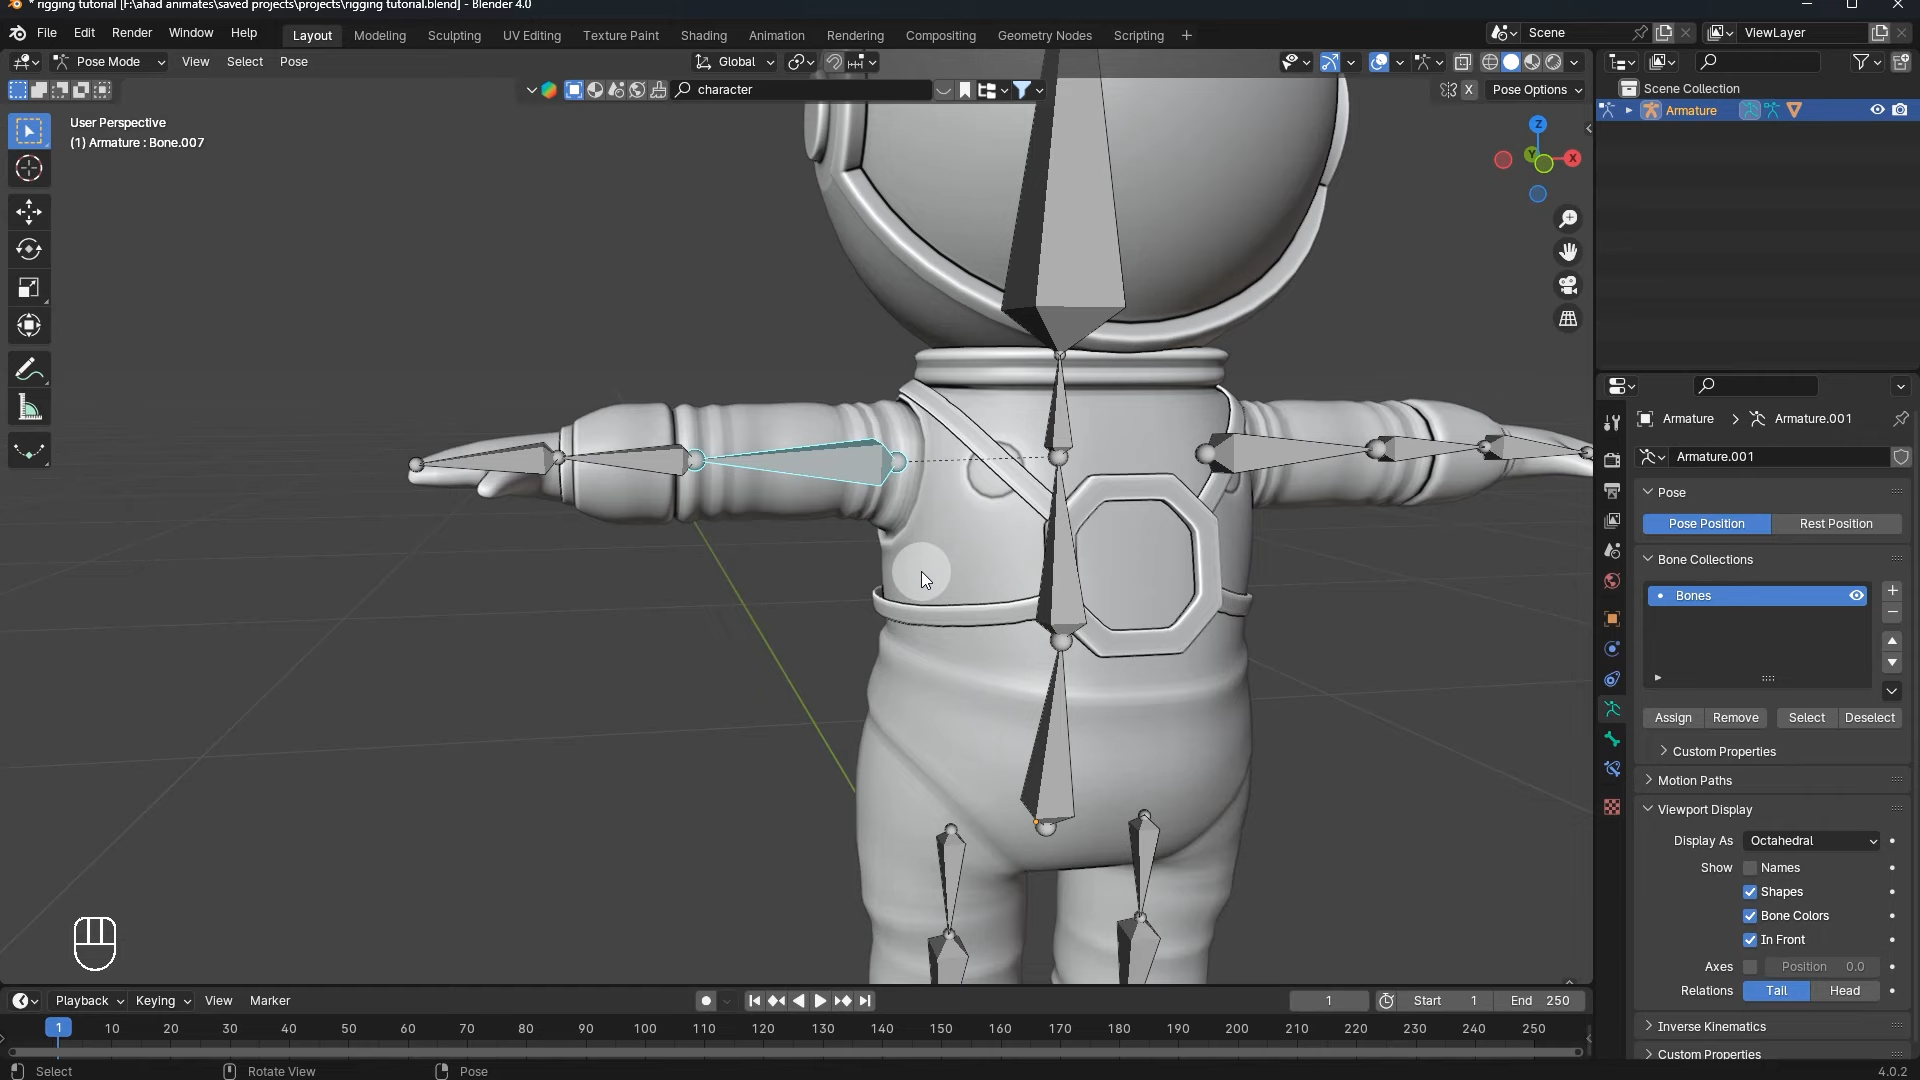 * rigging tutorial [F:\ahad animates\saved projects\projects\rigging tutorial.blend] - Blender 4.0
File Edit Render Window Help Layout Modeling Sculpting UV Editing Texture Paint Shading Animation Rendering Compositing Geometry Nodes Scripting + Scene ViewLayer
Pose Mode View Select Pose Global
character X Pose Options
Scene Collection
Armature
User Perspective
(1) Armature : Bone.007
Z
Y
X
Armature > Armature.001
Armature.001
Pose
Pose Position Rest Position
Bone Collections
Bones
Assign Remove Select Deselect
Custom Properties
Motion Paths
Viewport Display
Display As Octahedral
Show Names
Shapes
Bone Colors
In Front
Axes Position 0.0
Relations Tail Head
Inverse Kinematics
Custom Properties
Playback Keying View Marker 1 Start 1 End 250
1 10 20 30 40 50 60 70 80 90 100 110 120 130 140 150 160 170 180 190 200 210 220 230 240 250
Select Rotate View Pose 4.0.2